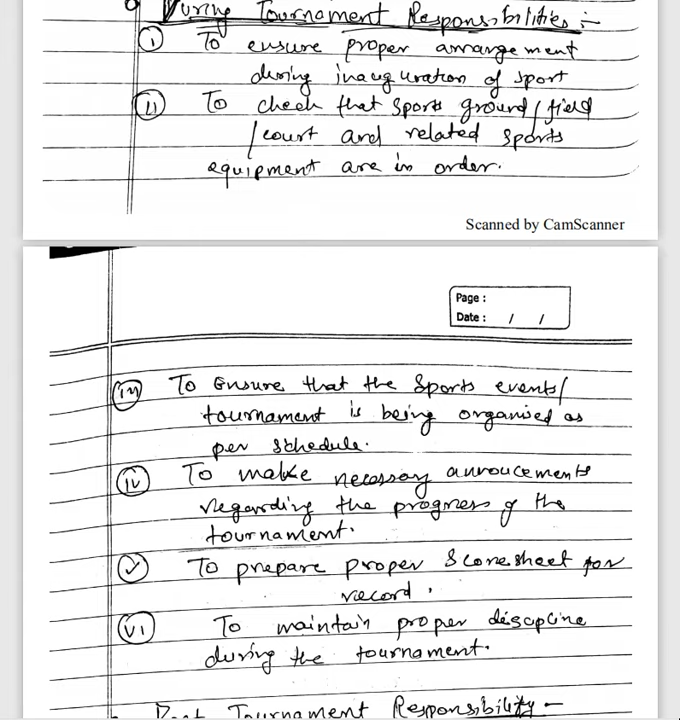 During Tournament Responsibilities :-
(i) To ensure proper arrangement
during inauguration of sport
(ii) To check that sports ground/field
/court and related sports
equipment are in order.
Scanned by CamScanner
Page :
Date : / /
(iii) To Ensure that the Sports events/
tournament is being organised as
per schedule.
(iv) To make necessary annoucements
regarding the progress of the
tournament.
(v) To prepare proper Scoresheet for
record.
(vi) To maintain proper discipline
during the tournament.
Post Tournament Responsibility -